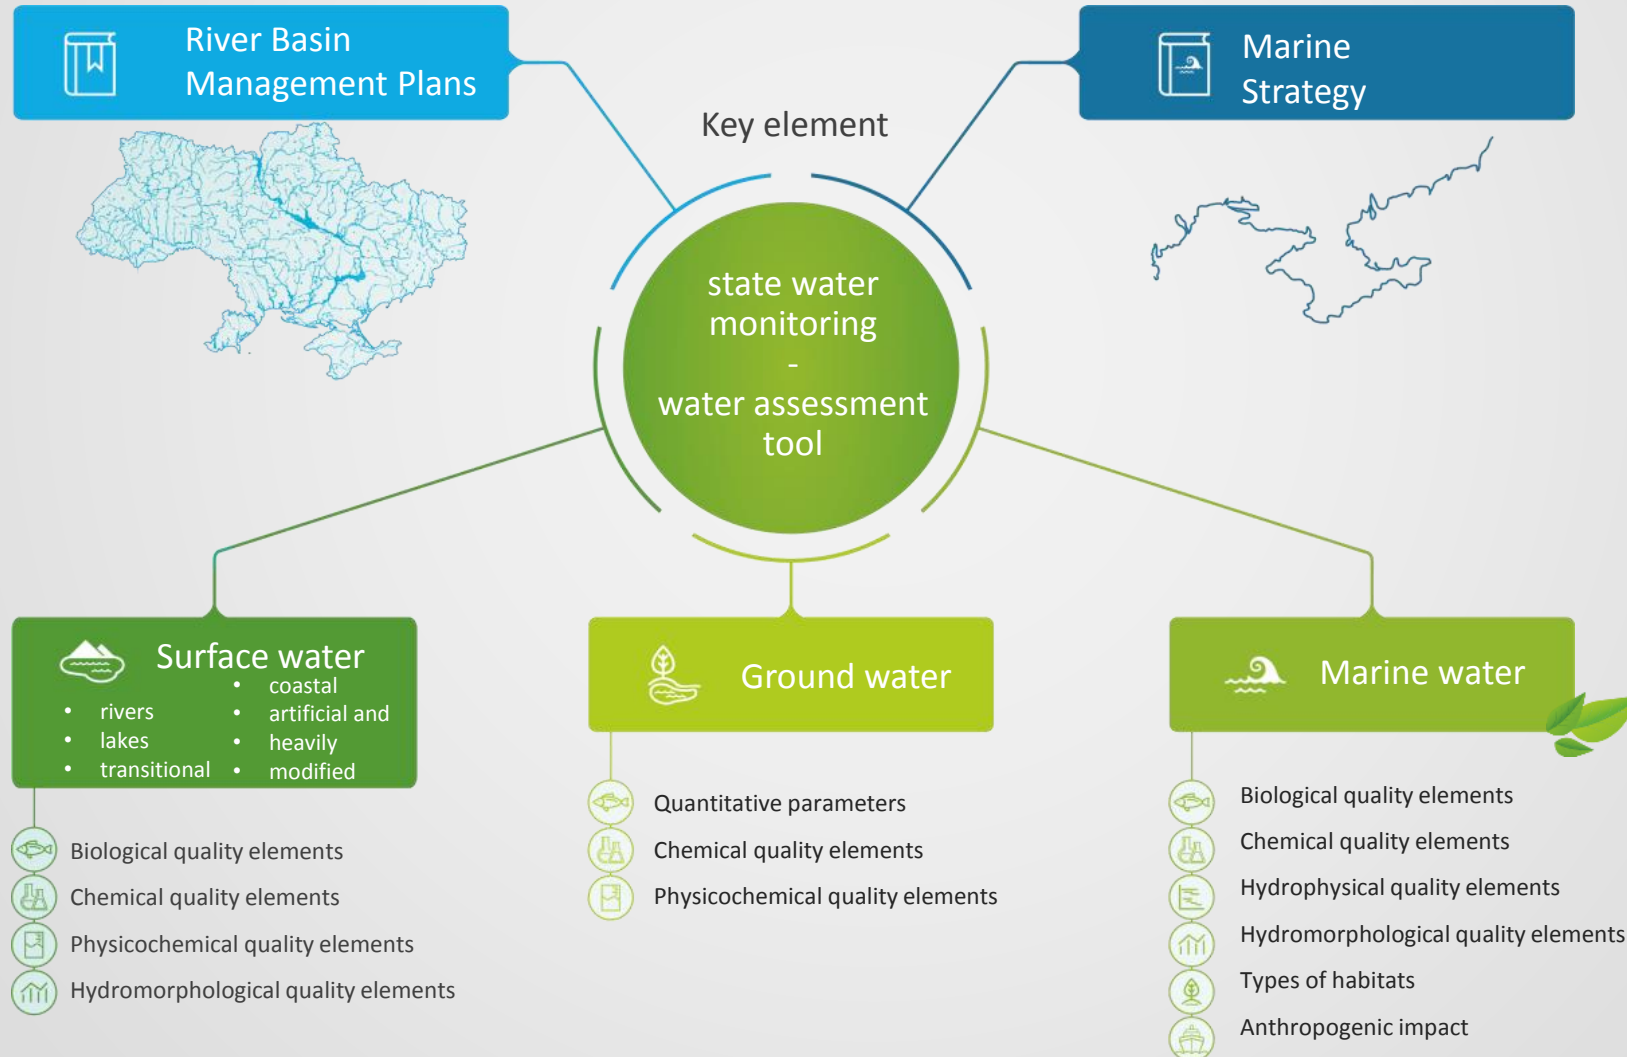 River Basin
Management Plans
Marine
Strategy
Key element
state water
monitoring
-
water assessment
tool
Surface water
• rivers
• lakes
• transitional
• coastal
• artificial and
• heavily
• modified
Biological quality elements
Chemical quality elements
Physicochemical quality elements
Hydromorphological quality elements
Ground water
Quantitative parameters
Chemical quality elements
Physicochemical quality elements
Marine water
Biological quality elements
Chemical quality elements
Hydrophysical quality elements
Hydromorphological quality elements
Types of habitats
Anthropogenic impact